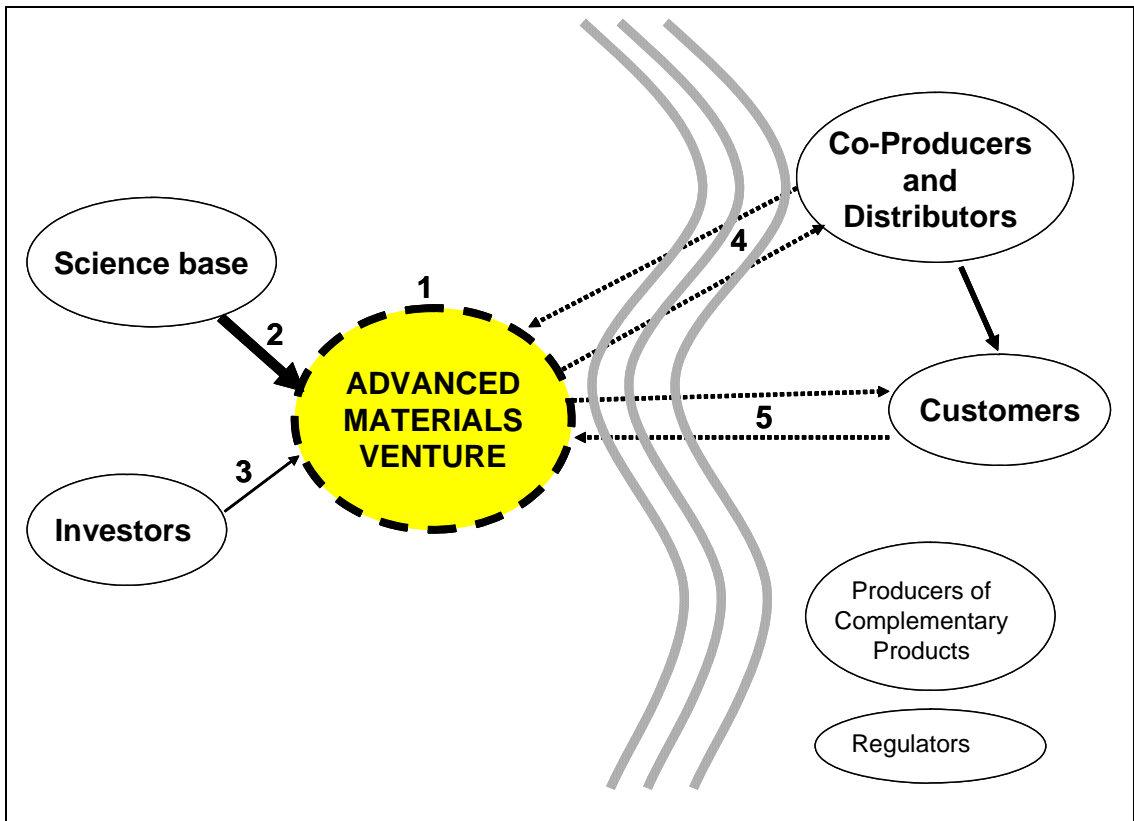 Co-Producers
and
Distributors
Science base
1
2
4
ADVANCED
MATERIALS
VENTURE
Customers
5
3
Investors
Producers of
Complementary
Products
Regulators